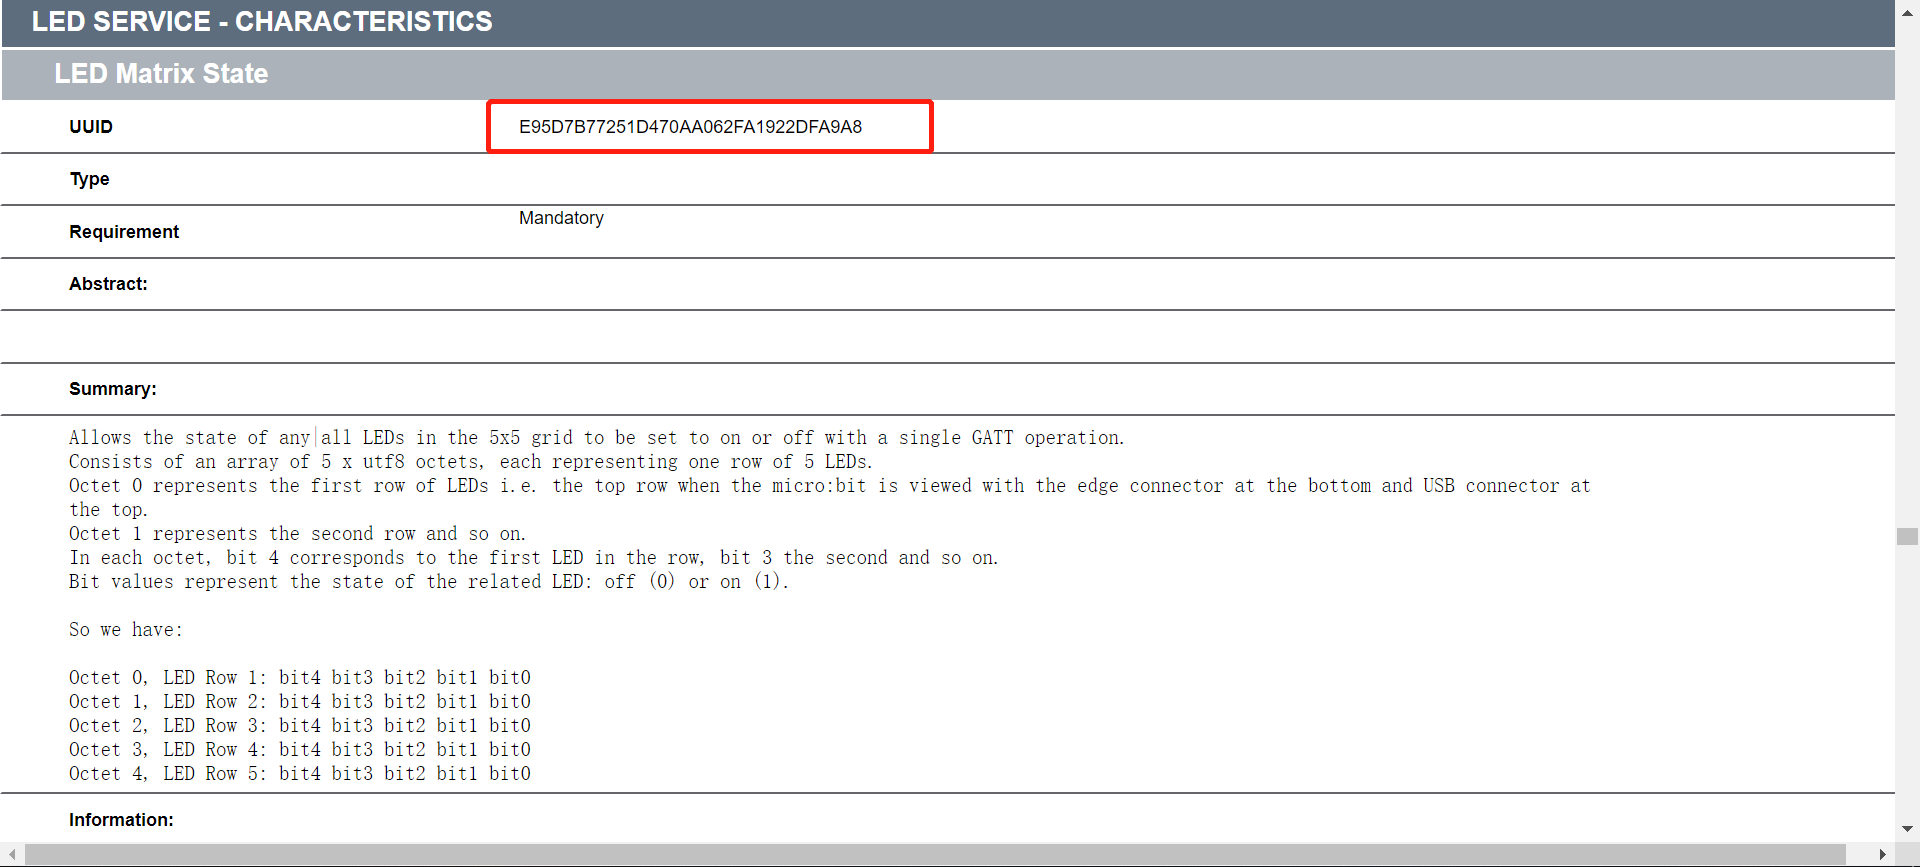 LED SERVICE - CHARACTERISTICS
LED Matrix State
UUID E95D7B77251D470AA062FA1922DFA9A8
Type
Requirement Mandatory
Abstract:
Summary:
Allows the state of any|all LEDs in the 5x5 grid to be set to on or off with a single GATT operation.
Consists of an array of 5 x utf8 octets, each representing one row of 5 LEDs.
Octet 0 represents the first row of LEDs i.e. the top row when the micro:bit is viewed with the edge connector at the bottom and USB connector at
the top.
Octet 1 represents the second row and so on.
In each octet, bit 4 corresponds to the first LED in the row, bit 3 the second and so on.
Bit values represent the state of the related LED: off (0) or on (1).
So we have:
Octet 0, LED Row 1: bit4 bit3 bit2 bit1 bit0
Octet 1, LED Row 2: bit4 bit3 bit2 bit1 bit0
Octet 2, LED Row 3: bit4 bit3 bit2 bit1 bit0
Octet 3, LED Row 4: bit4 bit3 bit2 bit1 bit0
Octet 4, LED Row 5: bit4 bit3 bit2 bit1 bit0
Information: